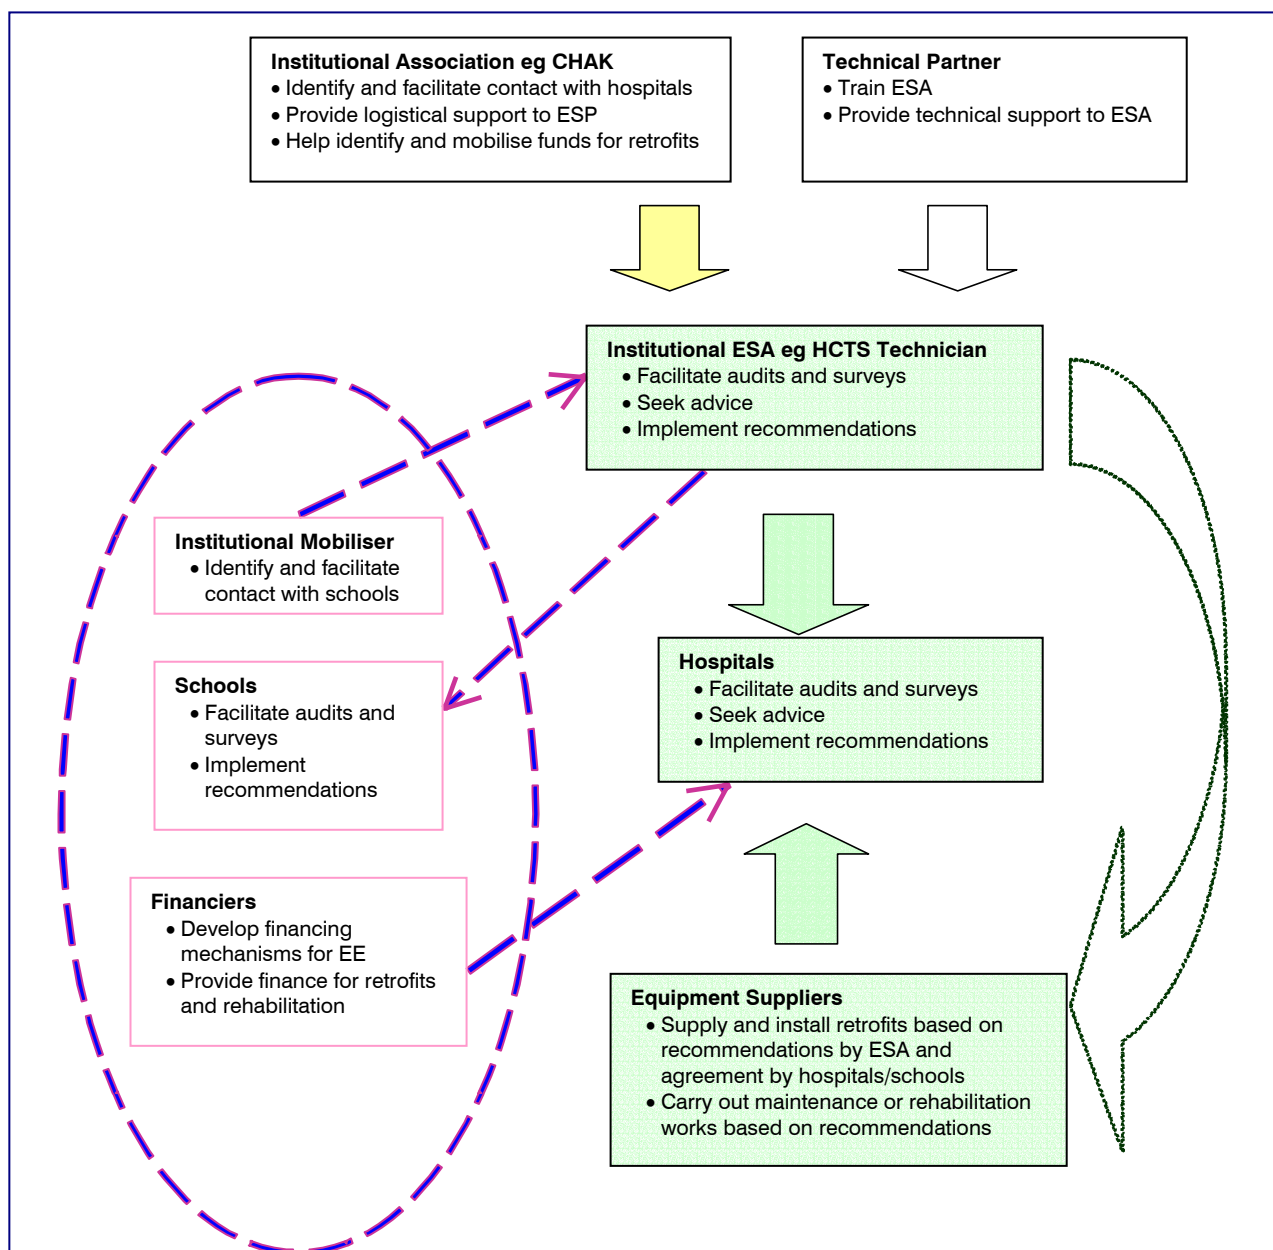 Institutional Association eg CHAK
• Identify and facilitate contact with hospitals
• Provide logistical support to ESP
• Help identify and mobilise funds for retrofits
Technical Partner
• Train ESA
• Provide technical support to ESA
Institutional ESA eg HCTS Technician
• Facilitate audits and surveys
• Seek advice
• Implement recommendations
Institutional Mobiliser
• Identify and facilitate
contact with schools
Schools
• Facilitate audits and
surveys
• Implement
recommendations
Hospitals
• Facilitate audits and surveys
• Seek advice
• Implement recommendations
Financiers
• Develop financing
mechanisms for EE
• Provide finance for retrofits
and rehabilitation
Equipment Suppliers
• Supply and install retrofits based on
recommendations by ESA and
agreement by hospitals/schools
• Carry out maintenance or rehabilitation
works based on recommendations